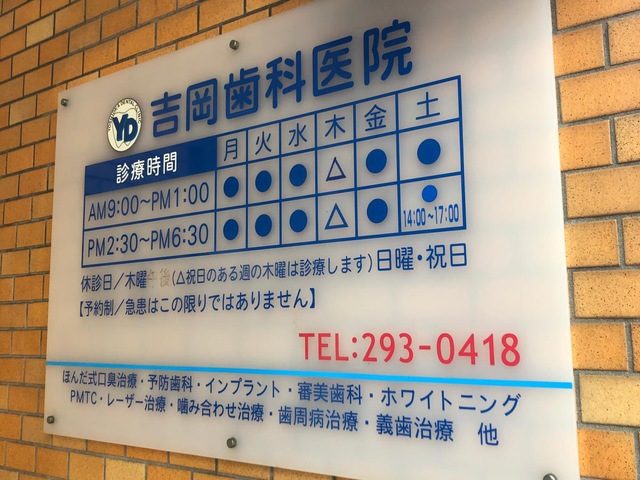 YD 吉岡歯科医院
診療時間 月 火 水 木 金 土
AM9:00～PM1:00 ● ● ● △ ● ●
PM2:30～PM6:30 ● ● ● △ ● ●
14:00~17:00
休診日/木曜午後(△祝日のある週の木曜は診療します)日曜・祝日
【予約制/急患はこの限りではありません】
TEL:293-0418
ほんだ式口臭治療・予防歯科・インプラント・審美歯科・ホワイトニング
PMTC・レーザー治療・噛み合わせ治療・歯周病治療・義歯治療 他